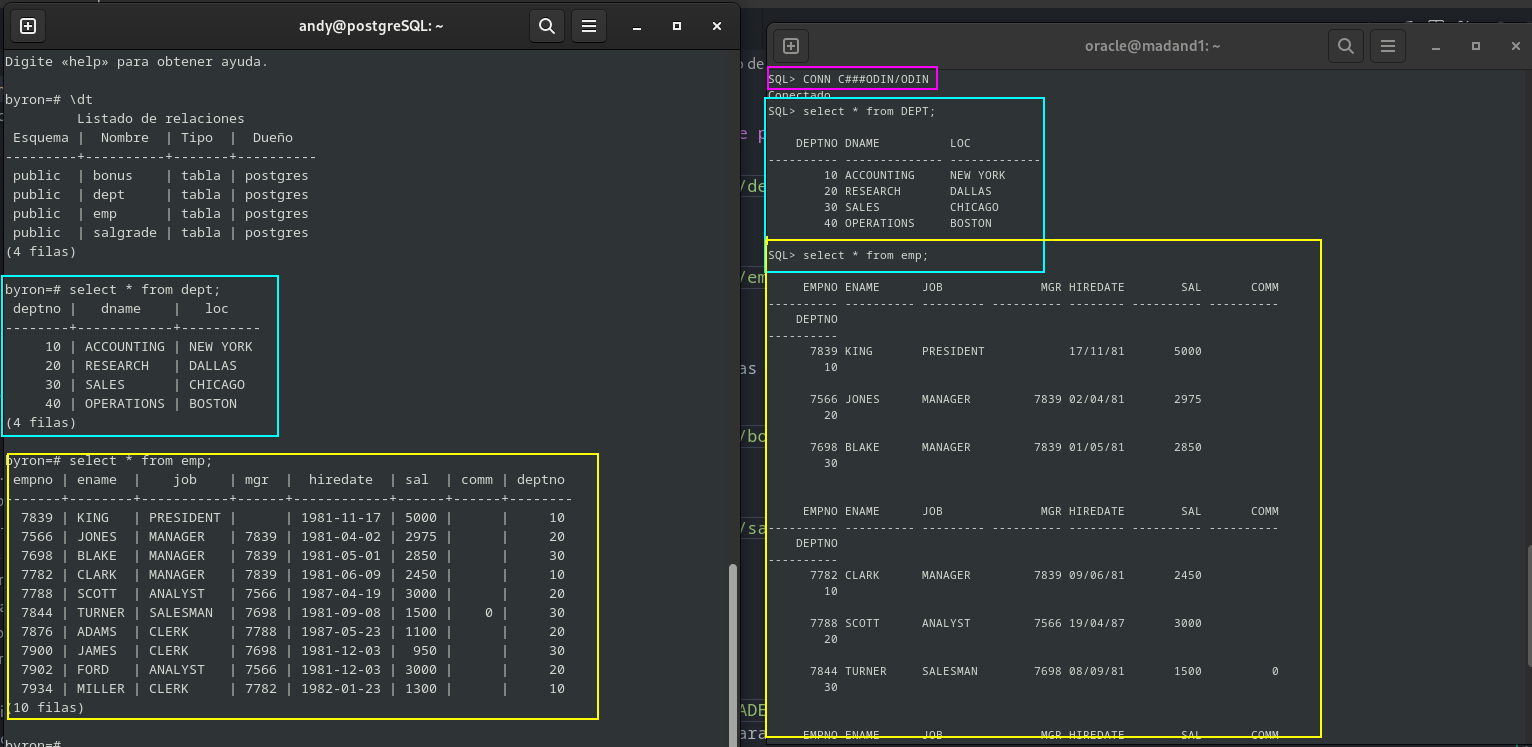 andy@postgreSQL: ~
Digite «help» para obtener ayuda.
byron=# \dt
Listado de relaciones
Esquema | Nombre | Tipo | Dueño
---------+----------+-------+----------
public | bonus | tabla | postgres
public | dept | tabla | postgres
public | emp | tabla | postgres
public | salgrade | tabla | postgres
(4 filas)
byron=# select * from dept;
deptno | dname | loc
--------+------------+----------
10 | ACCOUNTING | NEW YORK
20 | RESEARCH | DALLAS
30 | SALES | CHICAGO
40 | OPERATIONS | BOSTON
(4 filas)
byron=# select * from emp;
empno | ename | job | mgr | hiredate | sal | comm | deptno
-------+--------+-----------+------+------------+------+------+--------
7839 | KING | PRESIDENT | | 1981-11-17 | 5000 | | 10
7566 | JONES | MANAGER | 7839 | 1981-04-02 | 2975 | | 20
7698 | BLAKE | MANAGER | 7839 | 1981-05-01 | 2850 | | 30
7782 | CLARK | MANAGER | 7839 | 1981-06-09 | 2450 | | 10
7788 | SCOTT | ANALYST | 7566 | 1987-04-19 | 3000 | | 20
7844 | TURNER | SALESMAN | 7698 | 1981-09-08 | 1500 | 0 | 30
7876 | ADAMS | CLERK | 7788 | 1987-05-23 | 1100 | | 20
7900 | JAMES | CLERK | 7698 | 1981-12-03 | 950 | | 30
7902 | FORD | ANALYST | 7566 | 1981-12-03 | 3000 | | 20
7934 | MILLER | CLERK | 7782 | 1982-01-23 | 1300 | | 10
(10 filas)
byron=#
oracle@madand1: ~
SQL> CONN C###ODIN/ODIN
Conectado
SQL> select * from DEPT;
DEPTNO DNAME LOC
---------- -------------- -------------
10 ACCOUNTING NEW YORK
20 RESEARCH DALLAS
30 SALES CHICAGO
40 OPERATIONS BOSTON
SQL> select * from emp;
EMPNO ENAME JOB MGR HIREDATE SAL COMM
---------- ---------- --------- ---------- -------- ---------- ----------
DEPTNO
----------
7839 KING PRESIDENT 17/11/81 5000
10
7566 JONES MANAGER 7839 02/04/81 2975
20
7698 BLAKE MANAGER 7839 01/05/81 2850
30
EMPNO ENAME JOB MGR HIREDATE SAL COMM
---------- ---------- --------- ---------- -------- ---------- ----------
DEPTNO
----------
7782 CLARK MANAGER 7839 09/06/81 2450
10
7788 SCOTT ANALYST 7566 19/04/87 3000
20
7844 TURNER SALESMAN 7698 08/09/81 1500 0
30
EMPNO ENAME JOB MGR HIREDATE SAL COMM